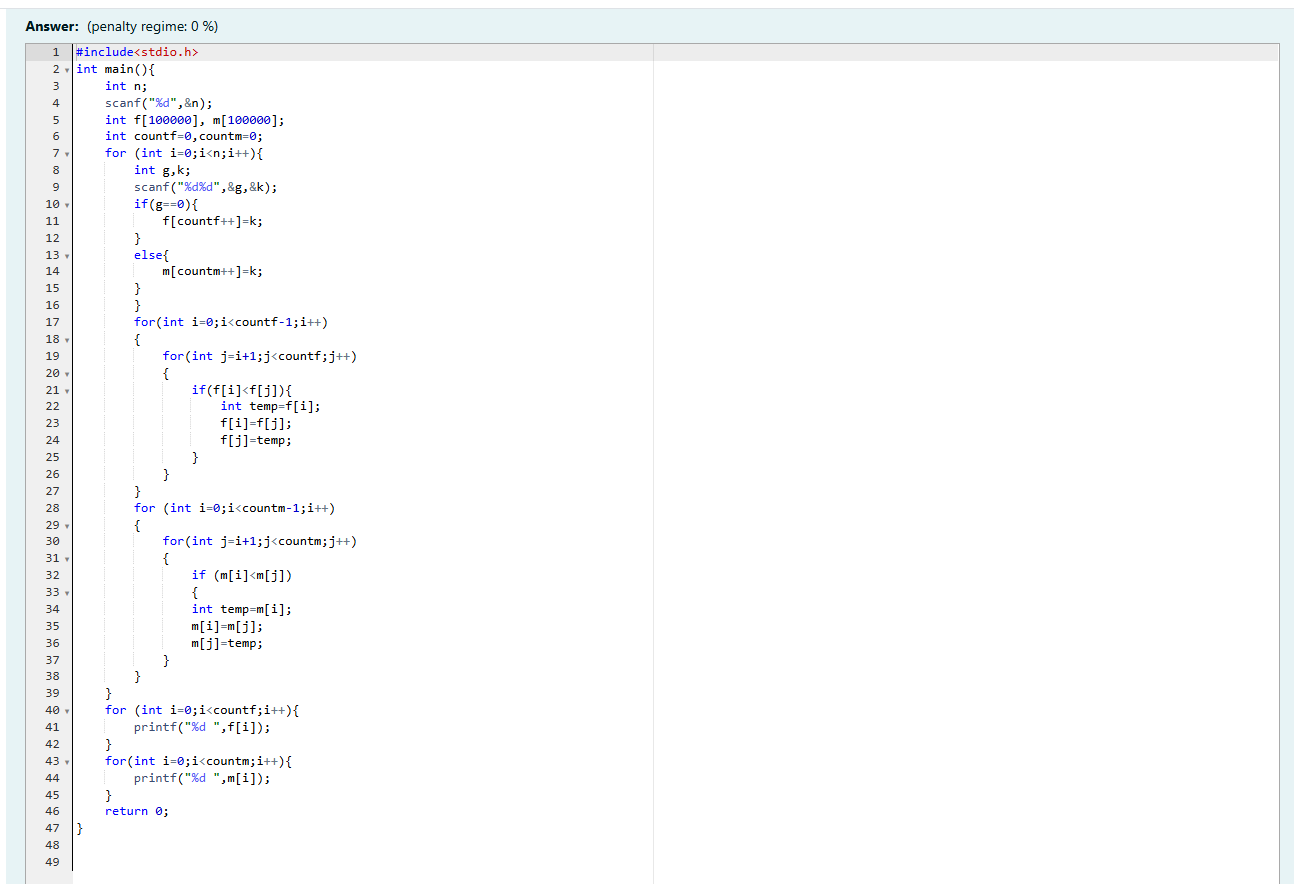 Answer: (penalty regime: 0 %)
1 #include<stdio.h>
2 int main(){
3     int n;
4     scanf("%d",&n);
5     int f[100000], m[100000];
6     int countf=0,countm=0;
7     for (int i=0;i<n;i++){
8         int g,k;
9         scanf("%d%d",&g,&k);
10         if(g==0){
11             f[countf++]=k;
12         }
13         else{
14             m[countm++]=k;
15         }
16         }
17         for(int i=0;i<countf-1;i++)
18         {
19             for(int j=i+1;j<countf;j++)
20             {
21                 if(f[i]<f[j]){
22                     int temp=f[i];
23                     f[i]=f[j];
24                     f[j]=temp;
25                 }
26             }
27         }
28         for (int i=0;i<countm-1;i++)
29         {
30             for(int j=i+1;j<countm;j++)
31             {
32                 if (m[i]<m[j])
33                 {
34                 int temp=m[i];
35                 m[i]=m[j];
36                 m[j]=temp;
37             }
38         }
39     }
40     for (int i=0;i<countf;i++){
41         printf("%d ",f[i]);
42     }
43     for(int i=0;i<countm;i++){
44         printf("%d ",m[i]);
45     }
46     return 0;
47 }
48
49